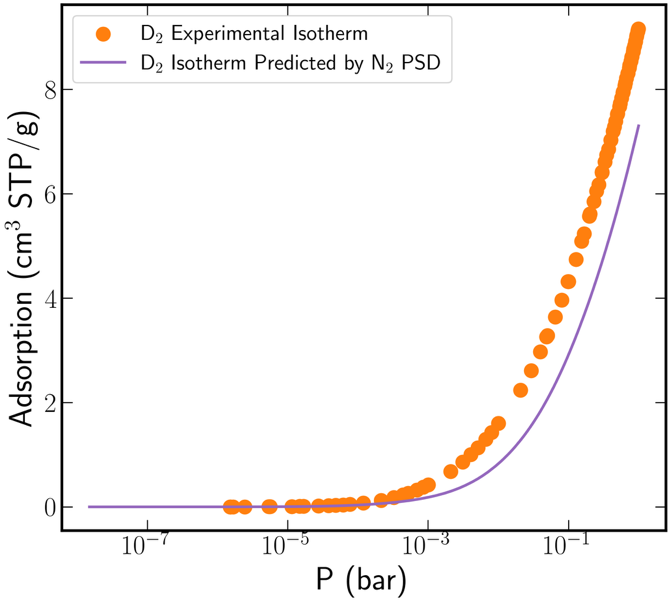 D₂ Experimental Isotherm
D₂ Isotherm Predicted by N₂ PSD
Adsorption (cm³ STP/g)
8
6
4
2
0
10⁻⁷ 10⁻⁵ 10⁻³ 10⁻¹
P (bar)